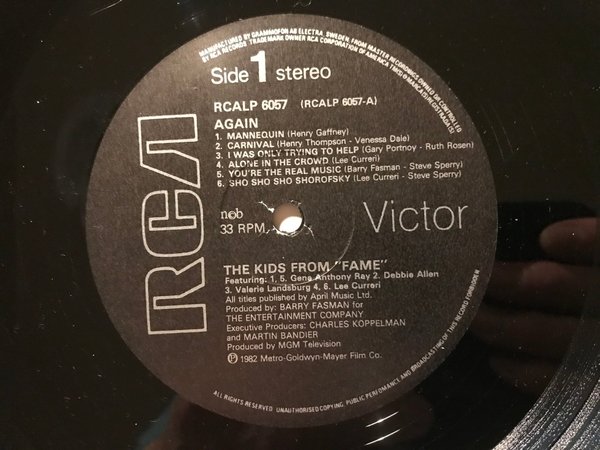 MANUFACTURED BY GRAMMOFON AB ELECTRA, SWEDEN, FROM MASTER RECORDINGS OWNED OR CONTROLLED
BY RCA RECORDS TRADEMARK OWNER RCA CORPORATION OF AMERICA TMK(S) ® MARCA(S) REGISTRADA(S)
Side 1 stereo
RCALP 6057 (RCALP 6057-A)
AGAIN
1. MANNEQUIN (Henry Gaffney)
2. CARNIVAL (Henry Thompson - Venessa Dale)
3. I WAS ONLY TRYING TO HELP (Gary Portnoy - Ruth Rosen)
4. ALONE IN THE CROWD (Lee Curreri)
5. YOU'RE THE REAL MUSIC (Barry Fasman - Steve Sperry)
6. SHO SHO SHO SHOROFSKY (Lee Curreri - Steve Sperry)
RCA
ncb
33 RPM
Victor
THE KIDS FROM "FAME"
Featuring: 1, 5. Gene Anthony Ray 2. Debbie Allen
3. Valerie Landsburg 4, 6. Lee Curreri
All titles published by April Music Ltd.
Produced by: BARRY FASMAN for
THE ENTERTAINMENT COMPANY
Executive Producers: CHARLES KOPPELMAN
and MARTIN BANDIER
Produced by MGM Television
℗ 1982 Metro-Goldwyn-Mayer Film Co.
ALL RIGHTS RESERVED. UNAUTHORISED COPYING, PUBLIC PERFOMANCE AND BROADCASTING OF THIS RECORD FORBIDDEN